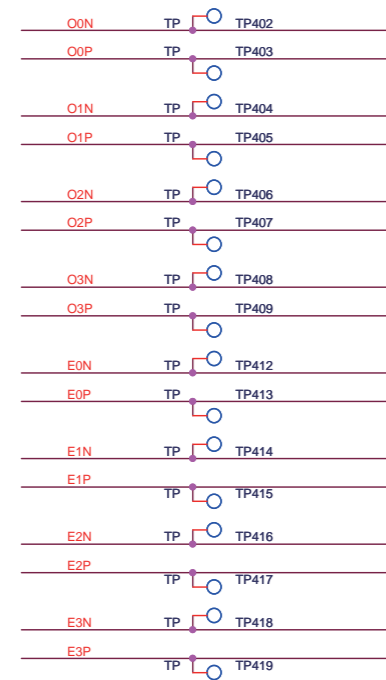 O0N TP TP402
O0P TP TP403
O1N TP TP404
O1P TP TP405
O2N TP TP406
O2P TP TP407
O3N TP TP408
O3P TP TP409
E0N TP TP412
E0P TP TP413
E1N TP TP414
E1P
TP TP415
E2N TP TP416
E2P
TP TP417
E3N TP TP418
E3P
TP TP419